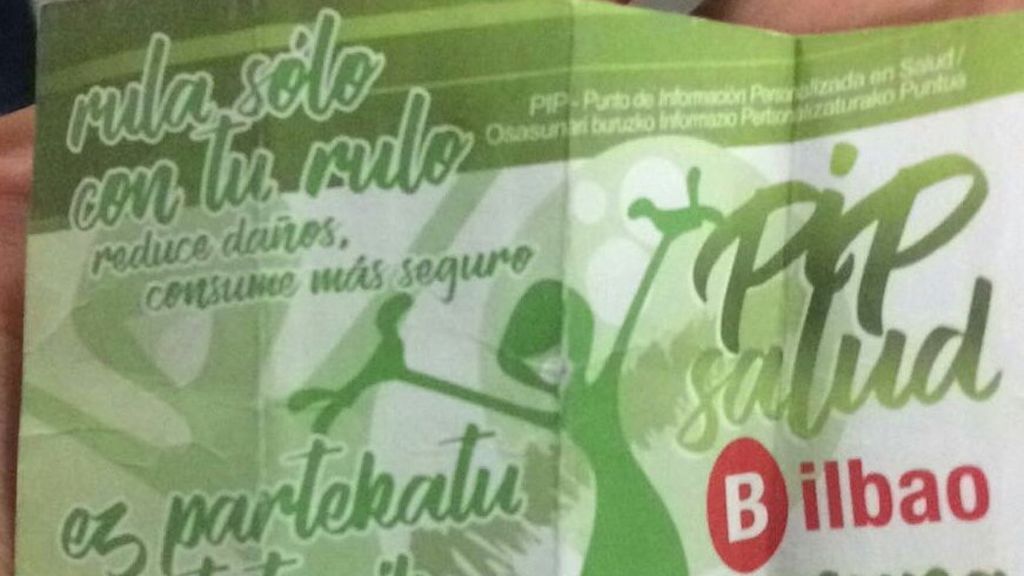 rula sólo
con tu rulo
reduce daños,
consume más seguro
ez partekatu
PIP - Punto de Información Personalizada en Salud /
Osasunari buruzko Informazio Pertsonalizaturako Puntua
PiP
salud
Bilbao